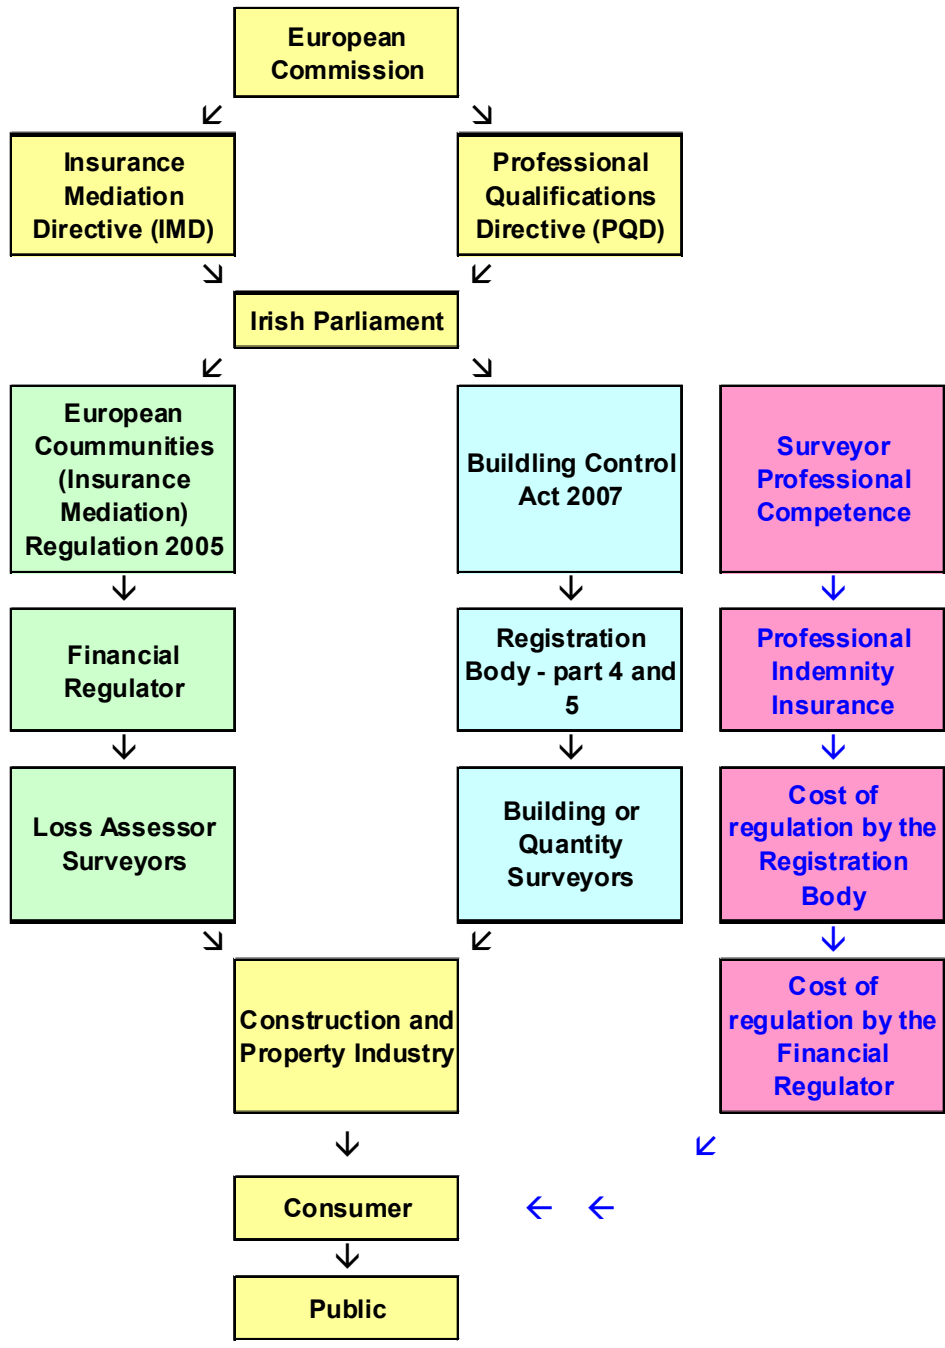 European
Commission
Insurance
Mediation
Directive (IMD)
Professional
Qualifications
Directive (PQD)
Irish Parliament
European
Coummunities
(Insurance
Mediation)
Regulation 2005
Buildling Control
Act 2007
Surveyor
Professional
Competence
Financial
Regulator
Registration
Body - part 4 and
5
Professional
Indemnity
Insurance
Loss Assessor
Surveyors
Building or
Quantity
Surveyors
Cost of
regulation by the
Registration
Body
Construction and
Property Industry
Cost of
regulation by the
Financial
Regulator
Consumer
Public